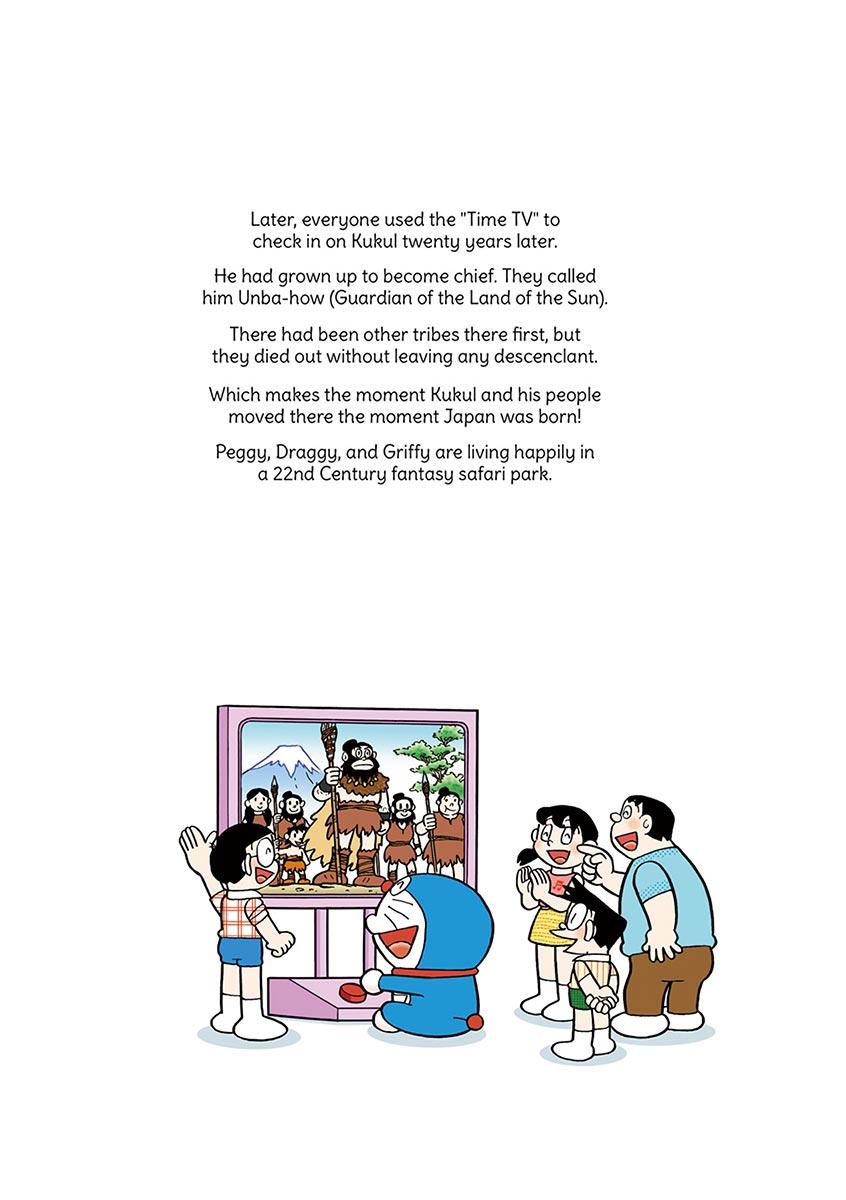 Later, everyone used the "Time TV" to
check in on Kukul twenty years later.
He had grown up to become chief. They called
him Unba-how (Guardian of the Land of the Sun).
There had been other tribes there first, but
they died out without leaving any descenclant.
Which makes the moment Kukul and his people
moved there the moment Japan was born!
Peggy, Draggy, and Griffy are living happily in
a 22nd Century fantasy safari park.